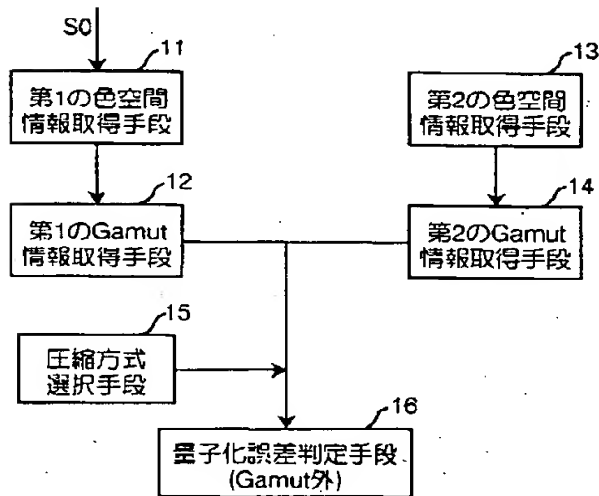 S0
11
第1の色空間
情報取得手段
13
第2の色空間
情報取得手段
12
第1のGamut
情報取得手段
14
第2のGamut
情報取得手段
15
圧縮方式
選択手段
16
量子化誤差判定手段
(Gamut外)